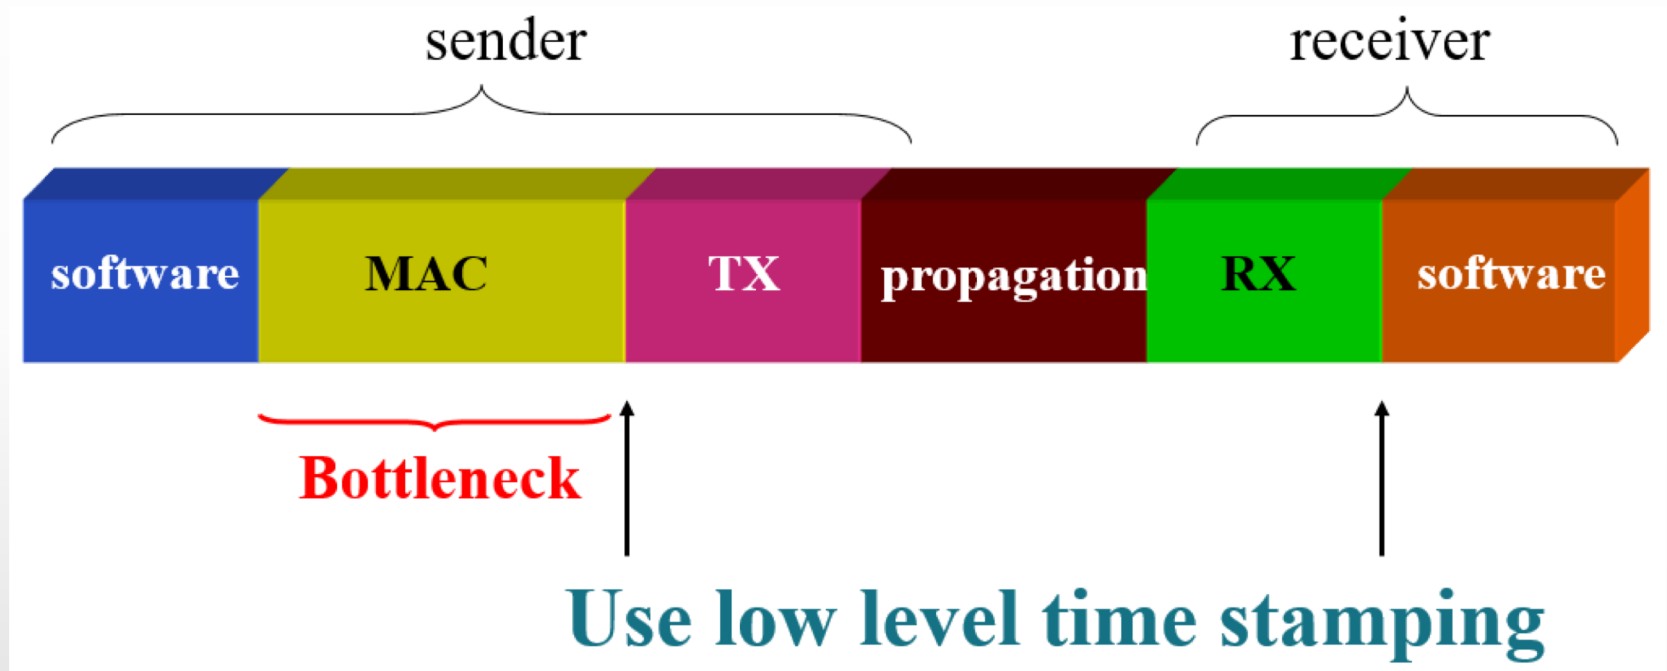 sender
receiver
software
MAC
TX
propagation
RX
software
Bottleneck
Use low level time stamping